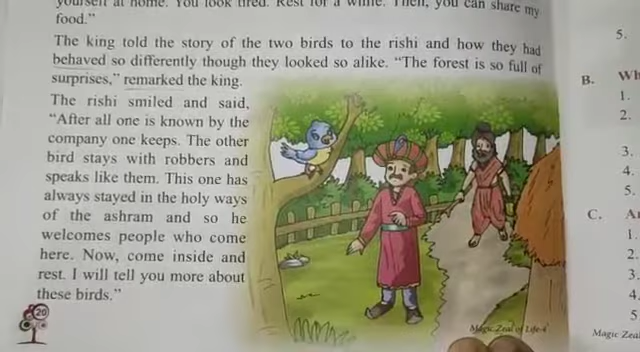 yourself at home. You look tired. Rest for a while. Then, you can share my
food."
The king told the story of the two birds to the rishi and how they had
behaved so differently though they looked so alike. "The forest is so full of
surprises," remarked the king.
The rishi smiled and said,
"After all one is known by the
company one keeps. The other
bird stays with robbers and
speaks like them. This one has
always stayed in the holy ways
of the ashram and so he
welcomes people who come
here. Now, come inside and
rest. I will tell you more about
these birds."
20
Magic Zeal of Life-4
5.
B. Wh
1.
2.
3.
4.
5.
C.
1.
2.
3.
4.
5
Magic Zeal